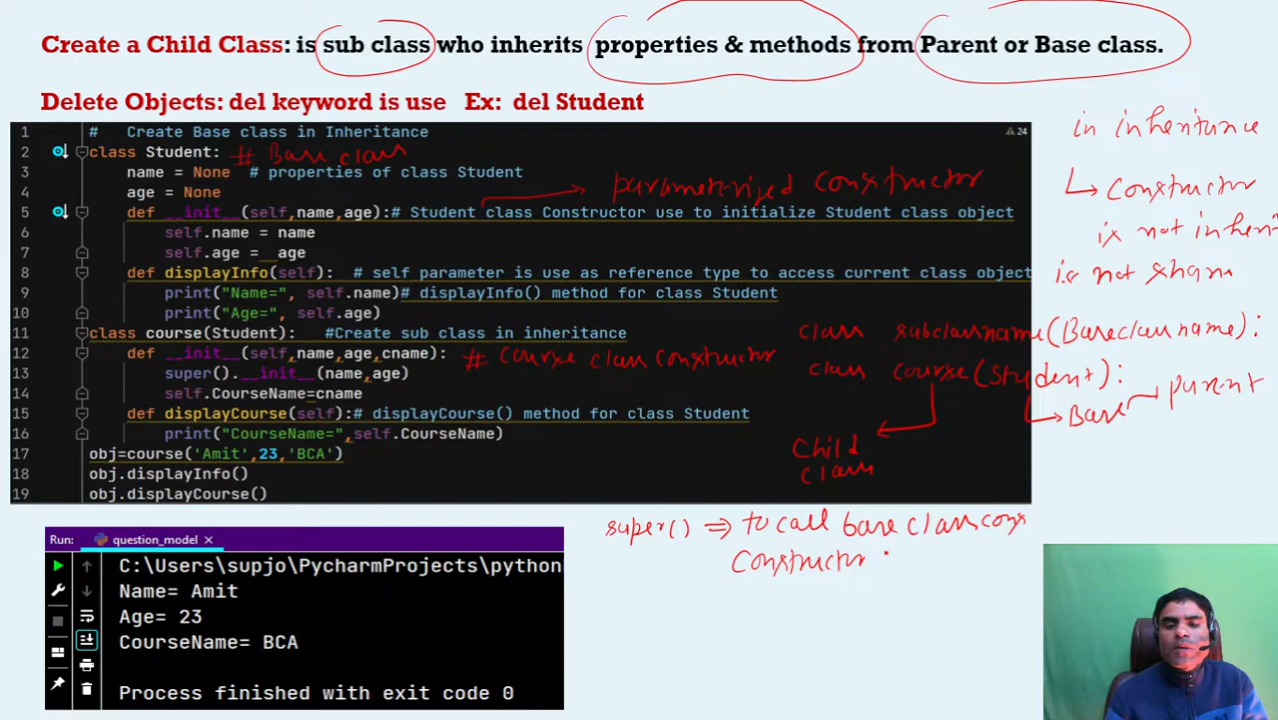 Create a Child Class: is sub class who inherits properties & methods from Parent or Base class.
Delete Objects: del keyword is use Ex: del Student
in inheritance
↳ Constructor
is not inheri
is not share
1 # Create Base class in Inheritance
24
2 class Student: # Base class
3 name = None # properties of class Student
4 age = None
→ parameterized constructor
5 def __init__(self,name,age):# Student class Constructor use to initialize Student class object
6 self.name = name
7 self.age = age
8 def displayInfo(self): # self parameter is use as reference type to access current class object
9 print("Name=", self.name)# displayInfo() method for class Student
10 print("Age=", self.age)
11 class course(Student): #Create sub class in inheritance
class subclassname(Baseclassname):
12 def __init__(self,name,age,cname): # Course class constructor
13 super().__init__(name,age)
class course(Student):
↳ Base → parent
Child
class
14 self.CourseName=cname
15 def displayCourse(self):# displayCourse() method for class Student
16 print("CourseName=",self.CourseName)
17 obj=course('Amit',23,'BCA')
18 obj.displayInfo()
19 obj.displayCourse()
super() ⇒ to call base class cons
Constructor.
Run: question_model ×
C:\Users\supjo\PycharmProjects\python
Name= Amit
Age= 23
CourseName= BCA
Process finished with exit code 0